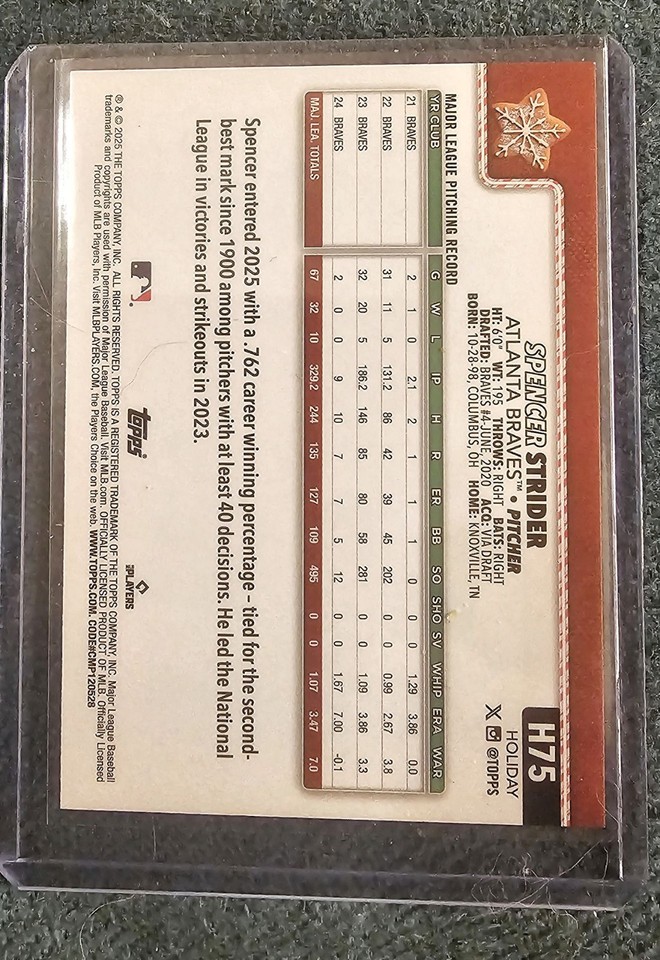 H75
HOLIDAY
@TOPPS
SPENCER STRIDER
ATLANTA BRAVES™ • PITCHER
HT: 6'0" WT: 195 THROWS: RIGHT BATS: RIGHT
DRAFTED: BRAVES #4-JUNE, 2020 ACQ: VIA DRAFT
BORN: 10-28-98, COLUMBUS, OH HOME: KNOXVILLE, TN
MAJOR LEAGUE PITCHING RECORD
YR CLUB G W L IP H R ER BB SO SHO SV WHIP ERA WAR
21 BRAVES 2 1 0 2.1 2 1 1 1 0 0 0 1.29 3.86 0.0
22 BRAVES 31 11 5 131.2 86 42 39 45 202 0 0 0.99 2.67 3.8
23 BRAVES 32 20 5 186.2 146 85 80 58 281 0 0 1.09 3.86 3.3
24 BRAVES 2 0 0 9 10 7 7 5 12 0 0 1.67 7.00 -0.1
MAJ. LEA. TOTALS 67 32 10 329.2 244 135 127 109 495 0 0 1.07 3.47 7.0
Spencer entered 2025 with a .762 career winning percentage – tied for the second-
best mark since 1900 among pitchers with at least 40 decisions. He led the National
League in victories and strikeouts in 2023.
topps
PLAYERS
® & © 2025 THE TOPPS COMPANY, INC. ALL RIGHTS RESERVED. TOPPS IS A REGISTERED TRADEMARK OF THE TOPPS COMPANY, INC. Major League Baseball
trademarks and copyrights are used with permission of Major League Baseball. Visit MLB.com. OFFICIALLY LICENSED PRODUCT OF MLB. Officially Licensed
Product of MLB Players, Inc. Visit MLBPLAYERS.COM, the Players Choice on the web. WWW.TOPPS.COM. CODE#CMP120528